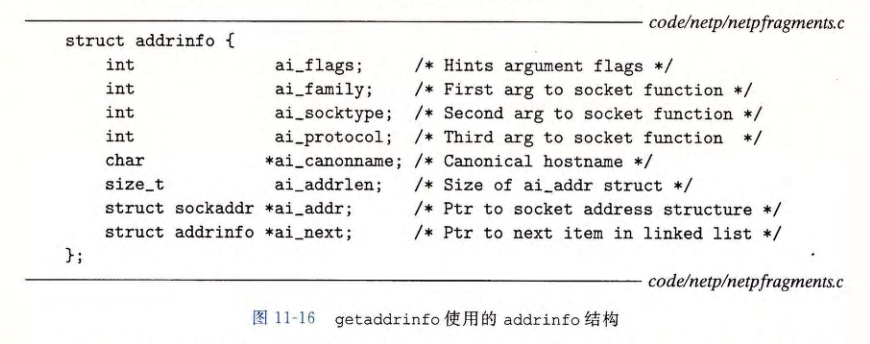 code/netp/netpfragments.c
struct addrinfo {
    int              ai_flags;     /* Hints argument flags */
    int              ai_family;    /* First arg to socket function */
    int              ai_socktype;  /* Second arg to socket function */
    int              ai_protocol;  /* Third arg to socket function  */
    char            *ai_canonname; /* Canonical hostname */
    size_t           ai_addrlen;   /* Size of ai_addr struct */
    struct sockaddr *ai_addr;      /* Ptr to socket address structure */
    struct addrinfo *ai_next;      /* Ptr to next item in linked list */
};
code/netp/netpfragments.c
图 11-16 getaddrinfo 使用的 addrinfo 结构